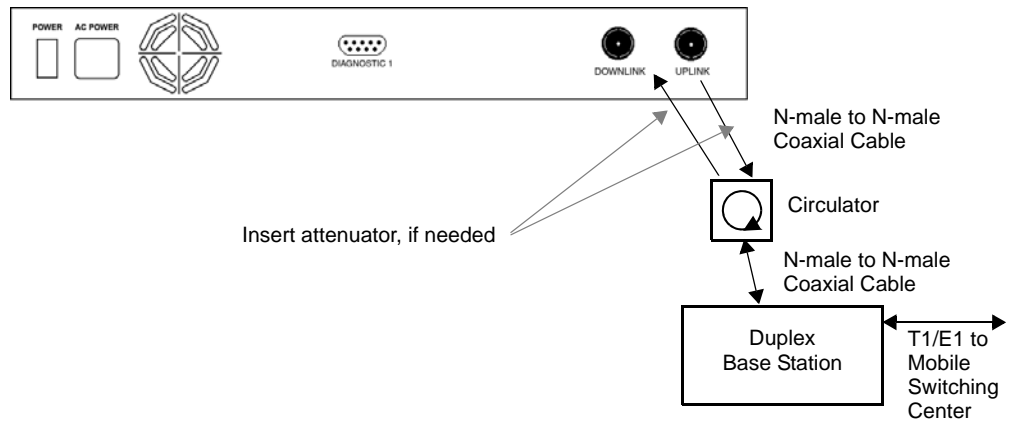 POWER
AC POWER
DIAGNOSTIC 1
DOWNLINK
UPLINK
N-male to N-male
Coaxial Cable
Circulator
Insert attenuator, if needed
N-male to N-male
Coaxial Cable
Duplex
Base Station
T1/E1 to
Mobile
Switching
Center